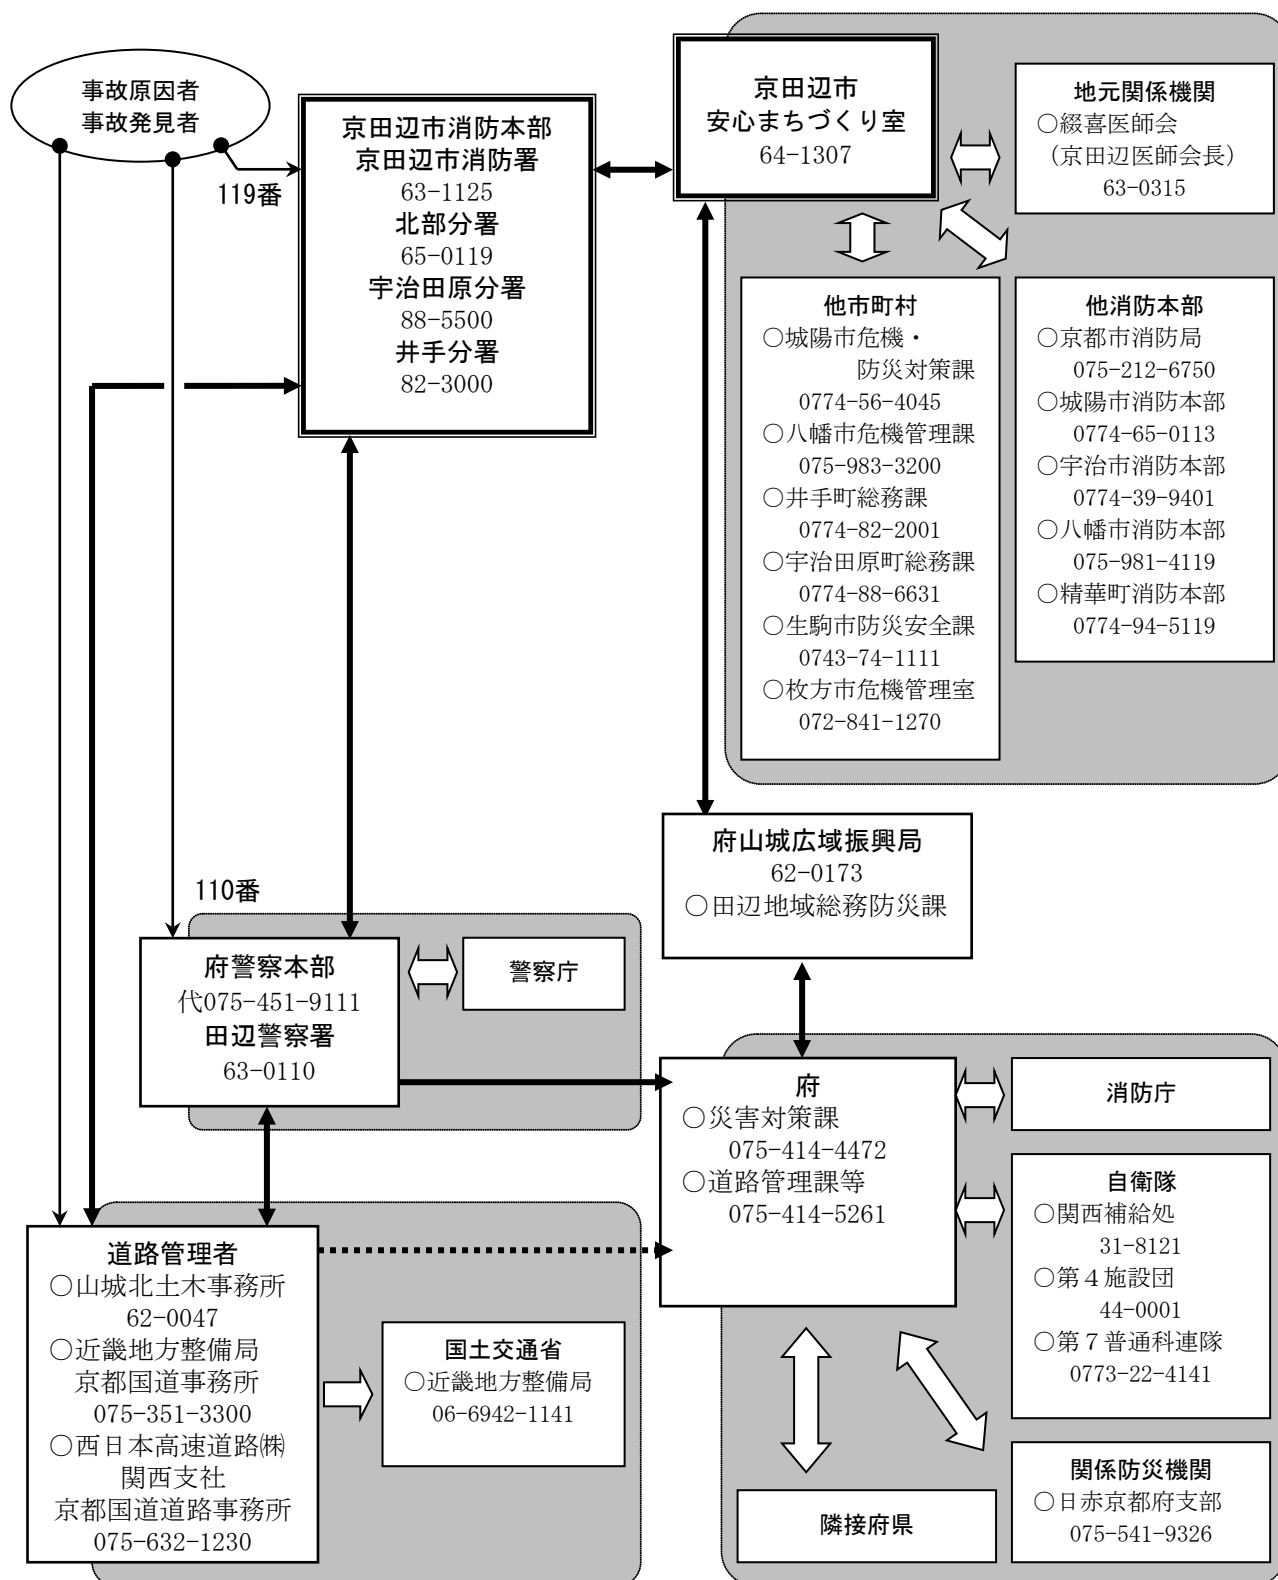 事故原因者
事故発見者
119番
京田辺市消防本部
京田辺市消防署
63-1125
北部分署
65-0119
宇治田原分署
88-5500
井手分署
82-3000
京田辺市
安心まちづくり室
64-1307
地元関係機関
○綴喜医師会
(京田辺医師会長)
63-0315
他市町村
○城陽市危機・
防災対策課
0774-56-4045
○八幡市危機管理課
075-983-3200
○井手町総務課
0774-82-2001
○宇治田原町総務課
0774-88-6631
○生駒市防災安全課
0743-74-1111
○枚方市危機管理室
072-841-1270
他消防本部
○京都市消防局
075-212-6750
○城陽市消防本部
0774-65-0113
○宇治市消防本部
0774-39-9401
○八幡市消防本部
075-981-4119
○精華町消防本部
0774-94-5119
府山城広域振興局
62-0173
○田辺地域総務防災課
110番
府警察本部
代075-451-9111
田辺警察署
63-0110
警察庁
府
○災害対策課
075-414-4472
○道路管理課等
075-414-5261
消防庁
自衛隊
○関西補給処
31-8121
○第4施設団
44-0001
○第7普通科連隊
0773-22-4141
道路管理者
○山城北土木事務所
62-0047
○近畿地方整備局
京都国道事務所
075-351-3300
○西日本高速道路㈱
関西支社
京都国道道路事務所
075-632-1230
国土交通省
○近畿地方整備局
06-6942-1141
隣接府県
関係防災機関
○日赤京都府支部
075-541-9326